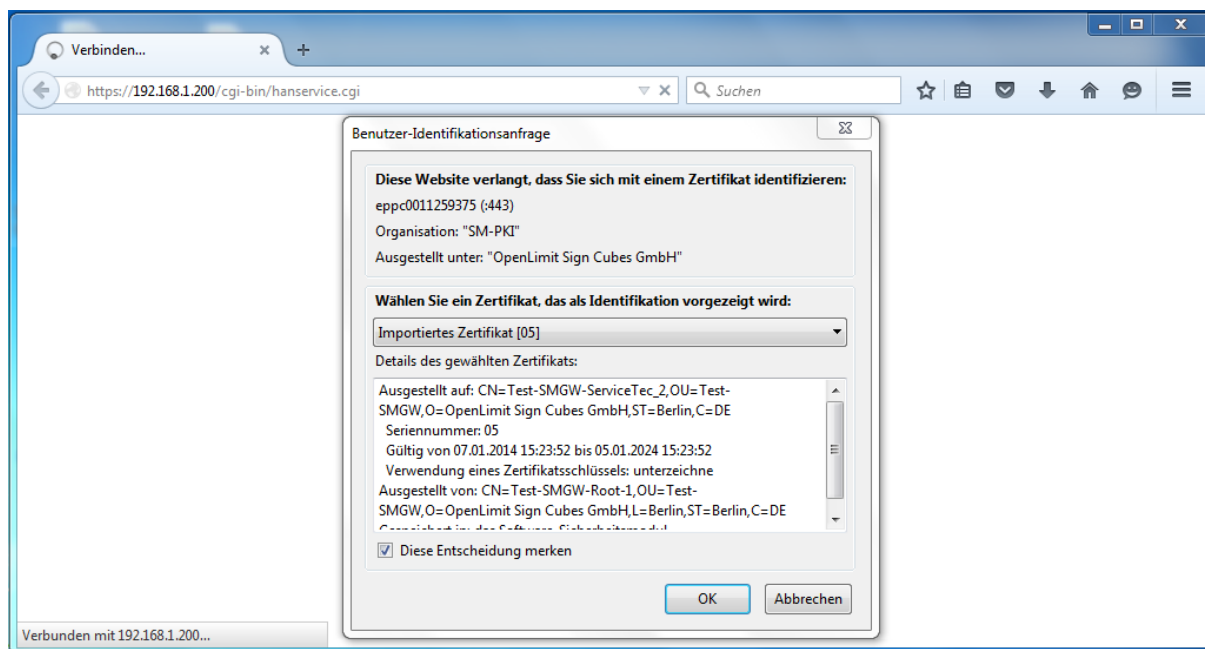 Verbinden...
https://192.168.1.200/cgi-bin/hanservice.cgi
Suchen
Benutzer-Identifikationsanfrage
Diese Website verlangt, dass Sie sich mit einem Zertifikat identifizieren:
eppc0011259375 (:443)
Organisation: "SM-PKI"
Ausgestellt unter: "OpenLimit Sign Cubes GmbH"
Wählen Sie ein Zertifikat, das als Identifikation vorgezeigt wird:
Importiertes Zertifikat [05]
Details des gewählten Zertifikats:
Ausgestellt auf: CN=Test-SMGW-ServiceTec_2,OU=Test-
SMGW,O=OpenLimit Sign Cubes GmbH,ST=Berlin,C=DE
Seriennummer: 05
Gültig von 07.01.2014 15:23:52 bis 05.01.2024 15:23:52
Verwendung eines Zertifikatsschlüssels: unterzeichne
Ausgestellt von: CN=Test-SMGW-Root-1,OU=Test-
SMGW,O=OpenLimit Sign Cubes GmbH,L=Berlin,ST=Berlin,C=DE
Diese Entscheidung merken
OK Abbrechen
Verbunden mit 192.168.1.200...